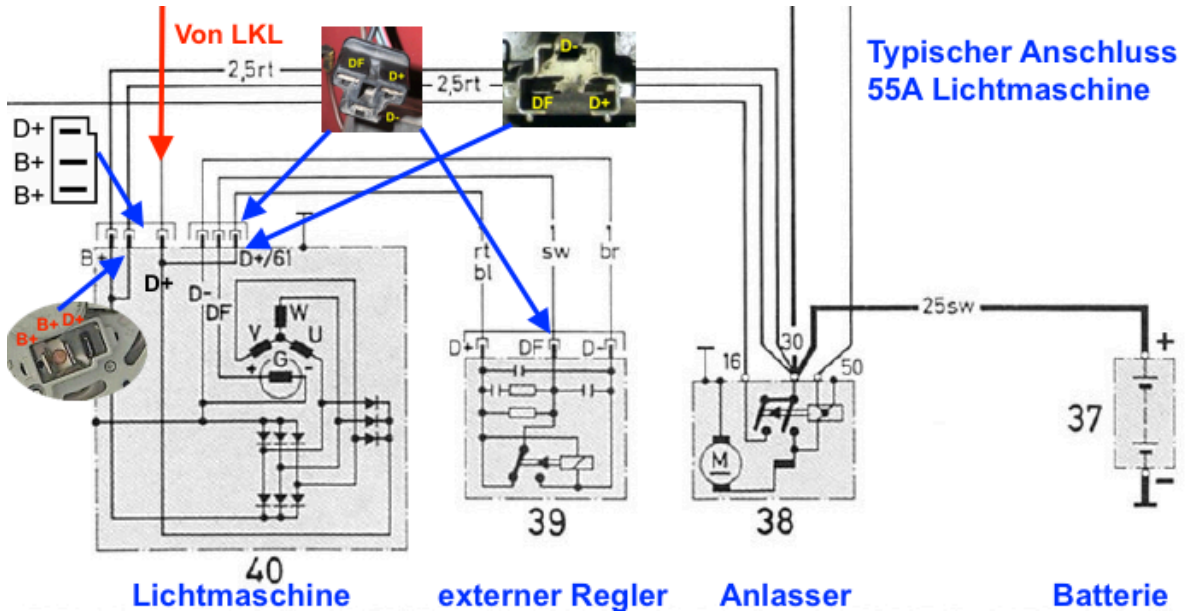 Von LKL
Typischer Anschluss
55A Lichtmaschine
2,5rt
2,5rt
DF
D+
D-
D-
DF
D+
D+
B+
B+
B+
D+
D-
DF
D+/61
B+
B+
D+
V
W
U
+
G
-
rt
bl
1
sw
1
br
D+
DF
D-
16
30
50
25sw
M
+
-
37
38
39
40
Lichtmaschine
externer Regler
Anlasser
Batterie